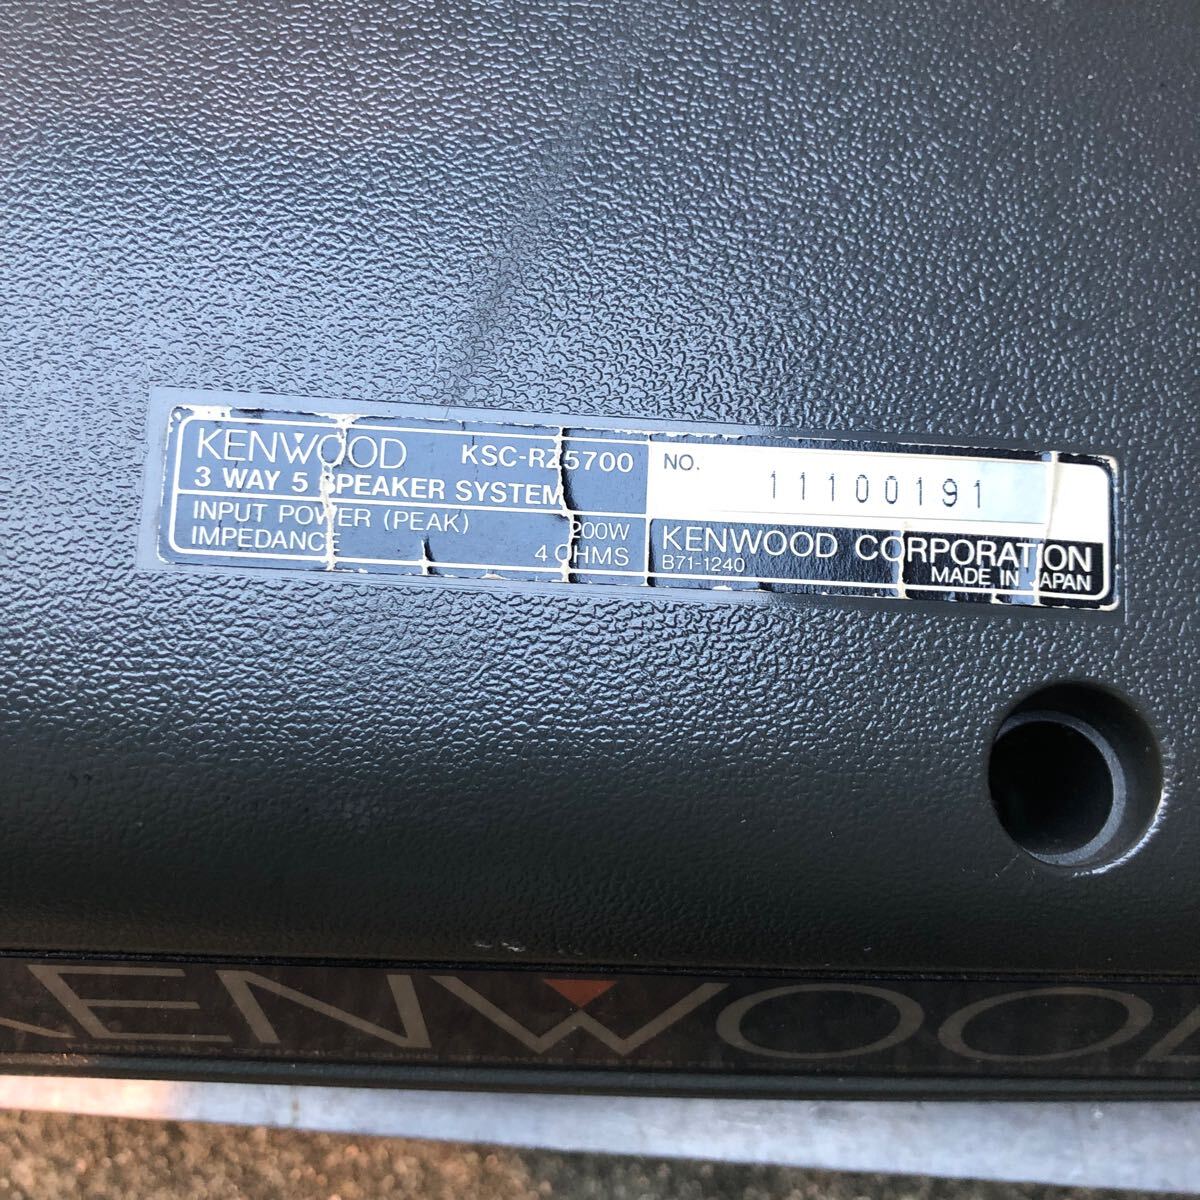 KENWOOD KSC-RZ5700
3 WAY 5 SPEAKER SYSTEM
INPUT POWER (PEAK) 200W
IMPEDANCE 4 OHMS
NO. 11100191
KENWOOD CORPORATION
B71-1240 MADE IN JAPAN
KENWOOD